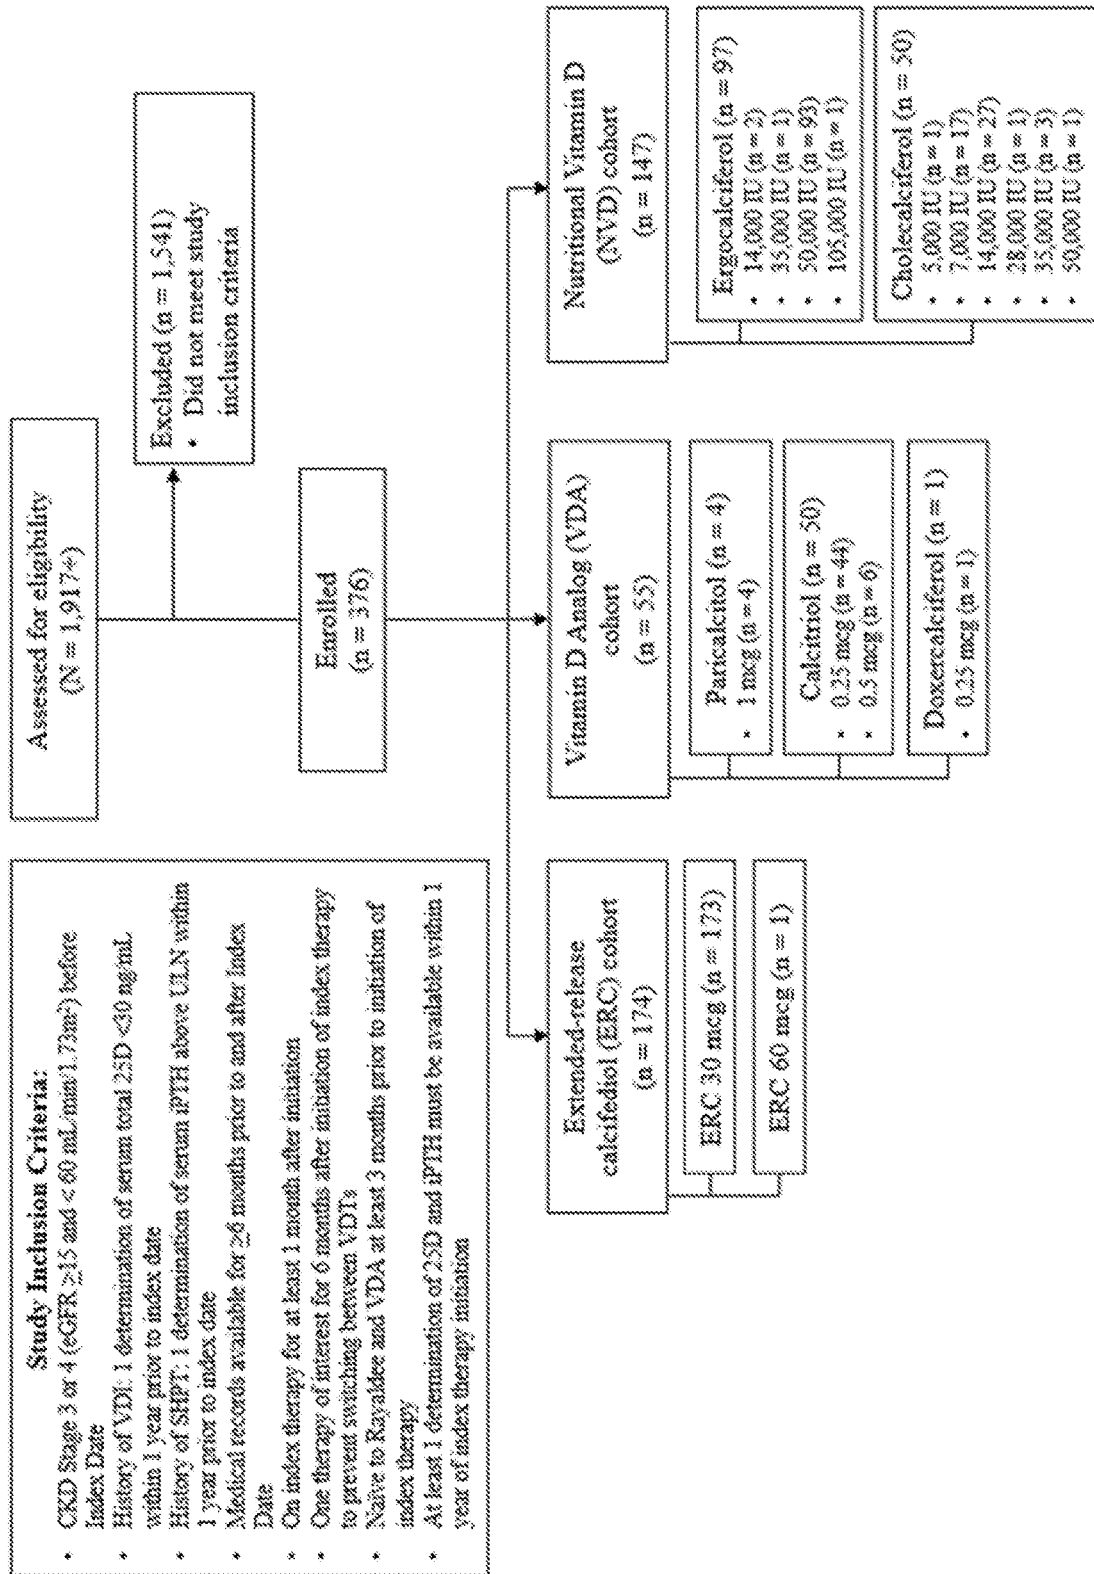 Study Inclusion Criteria:
• CKD Stage 3 or 4 (eGFR ≥15 and < 60 mL/min/1.73m²) before
Index Date
• History of VDI: 1 determination of serum total 25D <30 ng/mL
within 1 year prior to index date
• History of SHPT: 1 determination of serum iPTH above ULN within
1 year prior to index date
• Medical records available for ≥6 months prior to and after Index
Date
• On index therapy for at least 1 month after initiation
• One therapy of interest for 6 months after initiation of index therapy
to prevent switching between VDTs
• Naïve to Rayaldee and VDA at least 3 months prior to initiation of
index therapy
• At least 1 determination of 25D and iPTH must be available within 1
year of index therapy initiation
Assessed for eligibility
(N = 1,917+)
Excluded (n = 1,541)
• Did not meet study
inclusion criteria
Enrolled
(n = 376)
Extended-release
calcifediol (ERC) cohort
(n = 174)
ERC 30 mcg (n = 173)
ERC 60 mcg (n = 1)
Vitamin D Analog (VDA)
cohort
(n = 55)
Paricalcitol (n = 4)
• 1 mcg (n = 4)
Calcitriol (n = 50)
• 0.25 mcg (n = 44)
• 0.5 mcg (n = 6)
Doxercalciferol (n = 1)
• 0.25 mcg (n = 1)
Nutritional Vitamin D
(NVD) cohort
(n = 147)
Ergocalciferol (n = 97)
• 14,000 IU (n = 2)
• 35,000 IU (n = 1)
• 50,000 IU (n = 93)
• 105,000 IU (n = 1)
Cholecalciferol (n = 50)
• 5,000 IU (n = 1)
• 7,000 IU (n = 17)
• 14,000 IU (n = 27)
• 28,000 IU (n = 1)
• 35,000 IU (n = 3)
• 50,000 IU (n = 1)